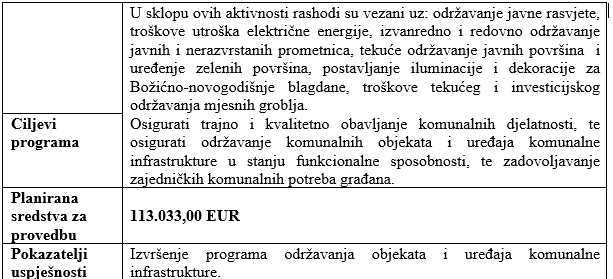 U sklopu ovih aktivnosti rashodi su vezani uz: održavanje javne rasvjete,
troškove utroška električne energije, izvanredno i redovno održavanje
javnih i nerazvrstanih prometnica, tekuće održavanje javnih površina i
uređenje zelenih površina, postavljanje iluminacije i dekoracije za
Božićno-novogodišnje blagdane, troškove tekućeg i investicijskog
održavanja mjesnih groblja.
Ciljevi
programa
Osigurati trajno i kvalitetno obavljanje komunalnih djelatnosti, te
osigurati održavanje komunalnih objekata i uređaja komunalne
infrastrukture u stanju funkcionalne sposobnosti, te zadovoljavanje
zajedničkih komunalnih potreba građana.
Planirana
sredstva za
provedbu
113.033,00 EUR
Pokazatelji
uspješnosti
Izvršenje programa održavanja objekata i uređaja komunalne
infrastrukture.